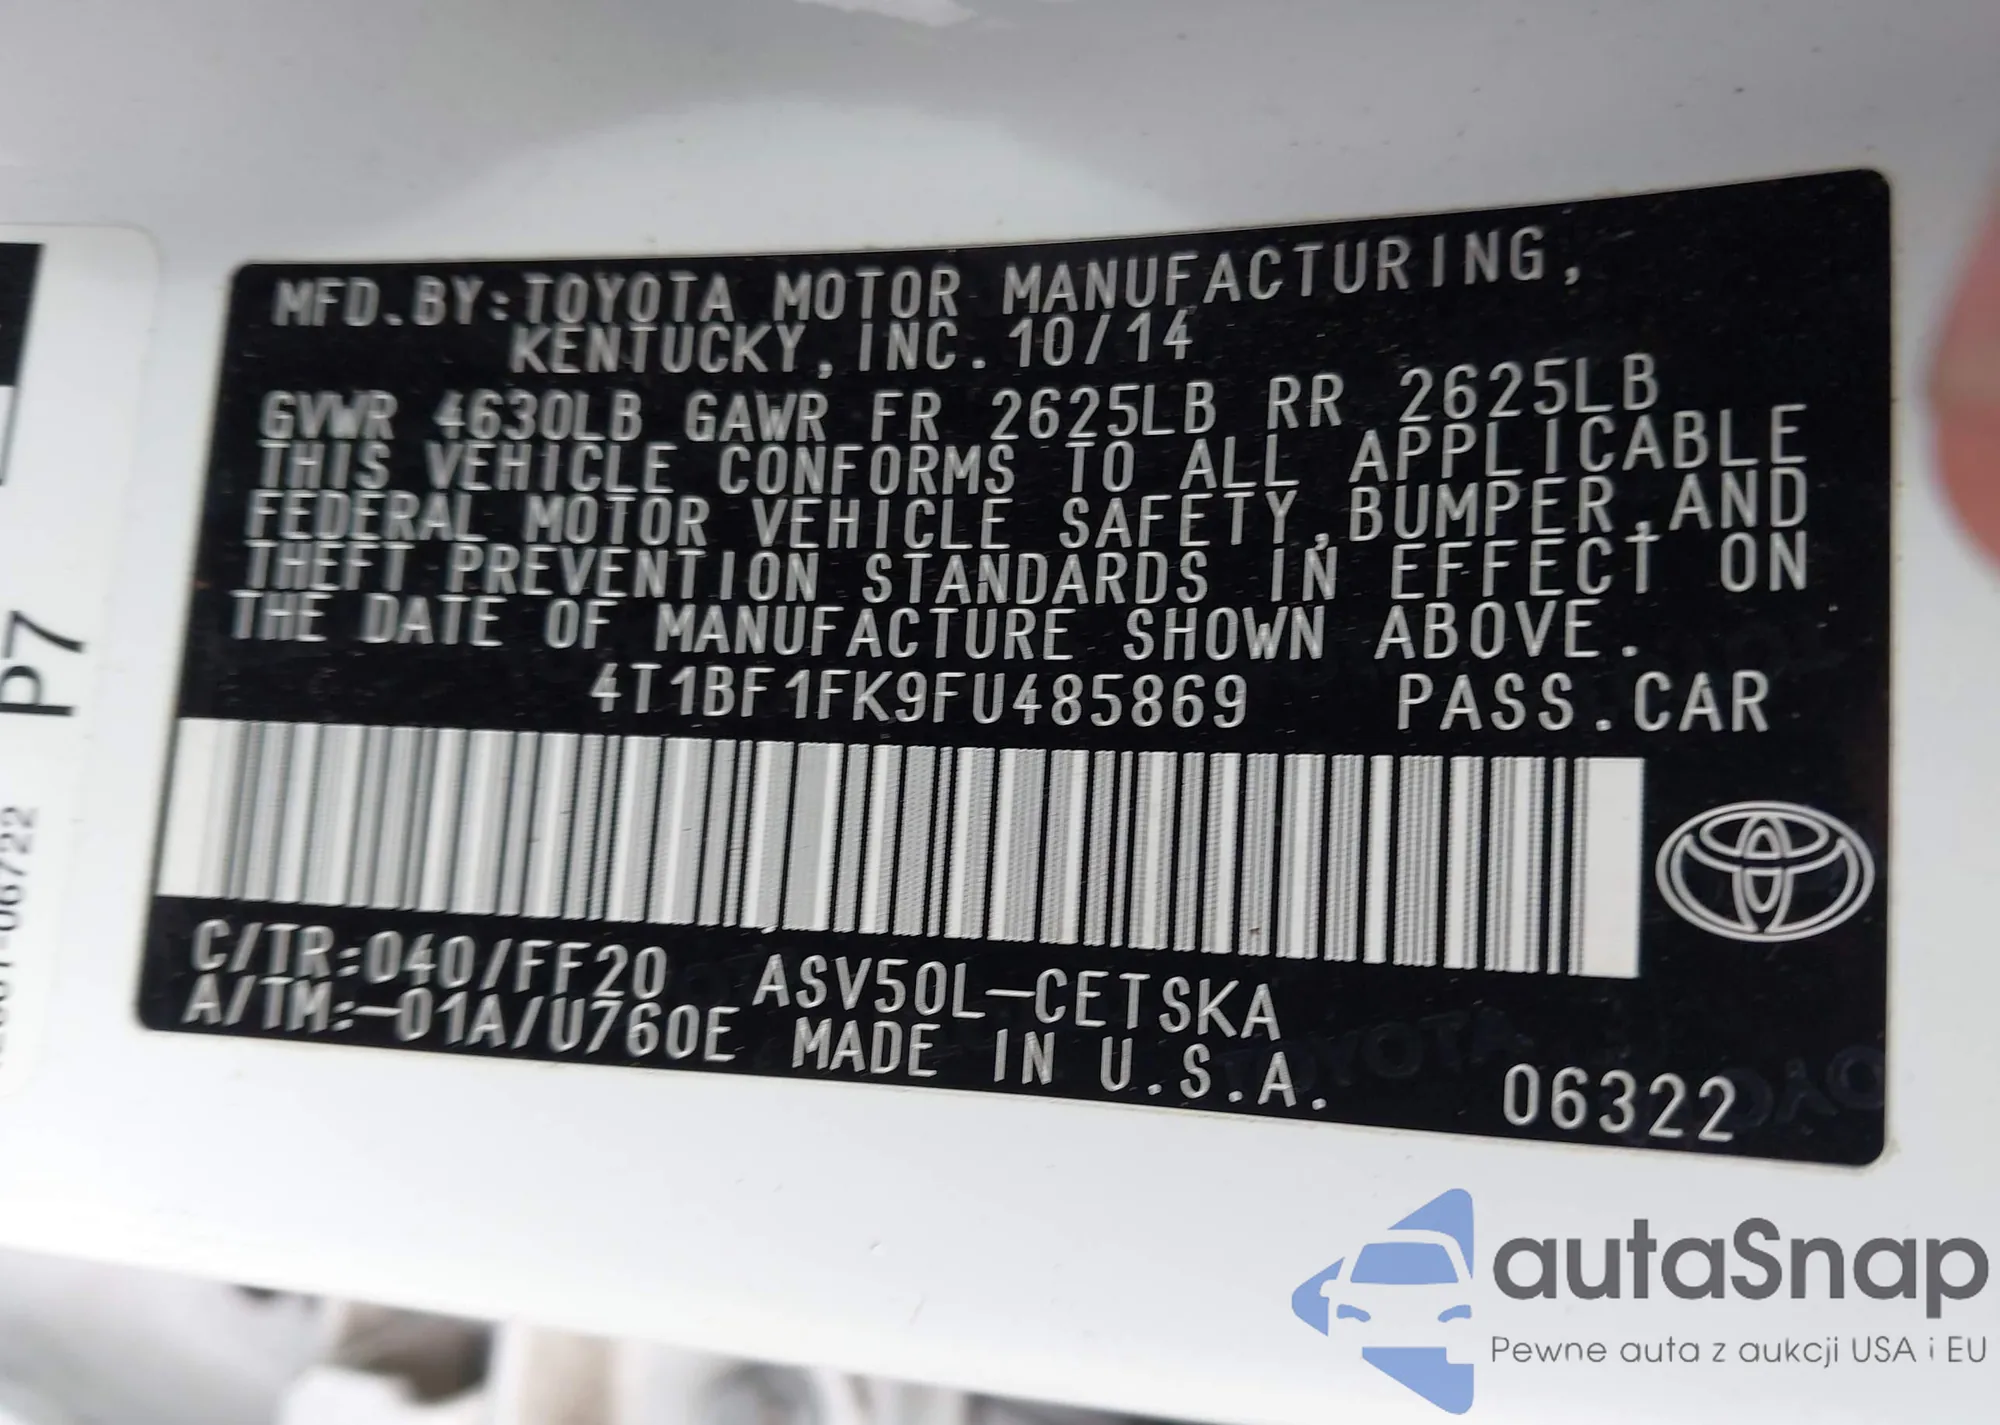 MFD.BY:TOYOTA MOTOR MANUFACTURING,
KENTUCKY, INC. 10/14
GVWR 4630LB GAWR FR 2625LB RR 2625LB
THIS VEHICLE CONFORMS TO ALL APPLICABLE
FEDERAL MOTOR VEHICLE SAFETY, BUMPER, AND
THEFT PREVENTION STANDARDS IN EFFECT ON
THE DATE OF MANUFACTURE SHOWN ABOVE.
4T1BF1FK9FU485869 PASS.CAR
C/TR:040/FF20 ASV50L-CETSKA
A/TM:-01A/U760E MADE IN U.S.A. 06322
P7
autaSnap
Pewne auta z aukcji USA i EU